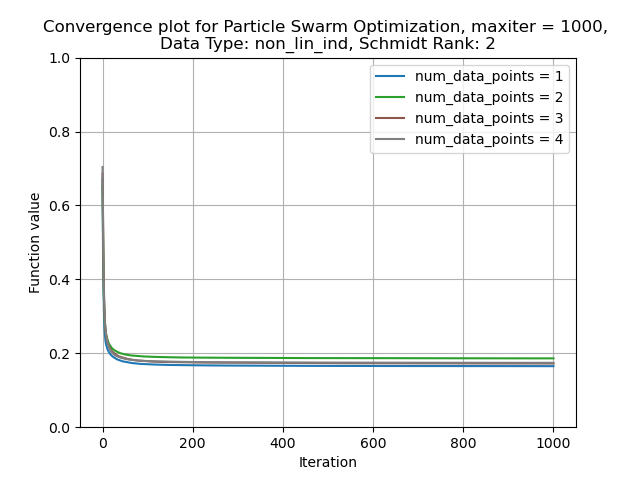 Convergence plot for Particle Swarm Optimization, maxiter = 1000,
Data Type: non_lin_ind, Schmidt Rank: 2
num_data_points = 1
num_data_points = 2
num_data_points = 3
num_data_points = 4
Function value
1.0
0.8
0.6
0.4
0.2
0.0
0 200 400 600 800 1000
Iteration